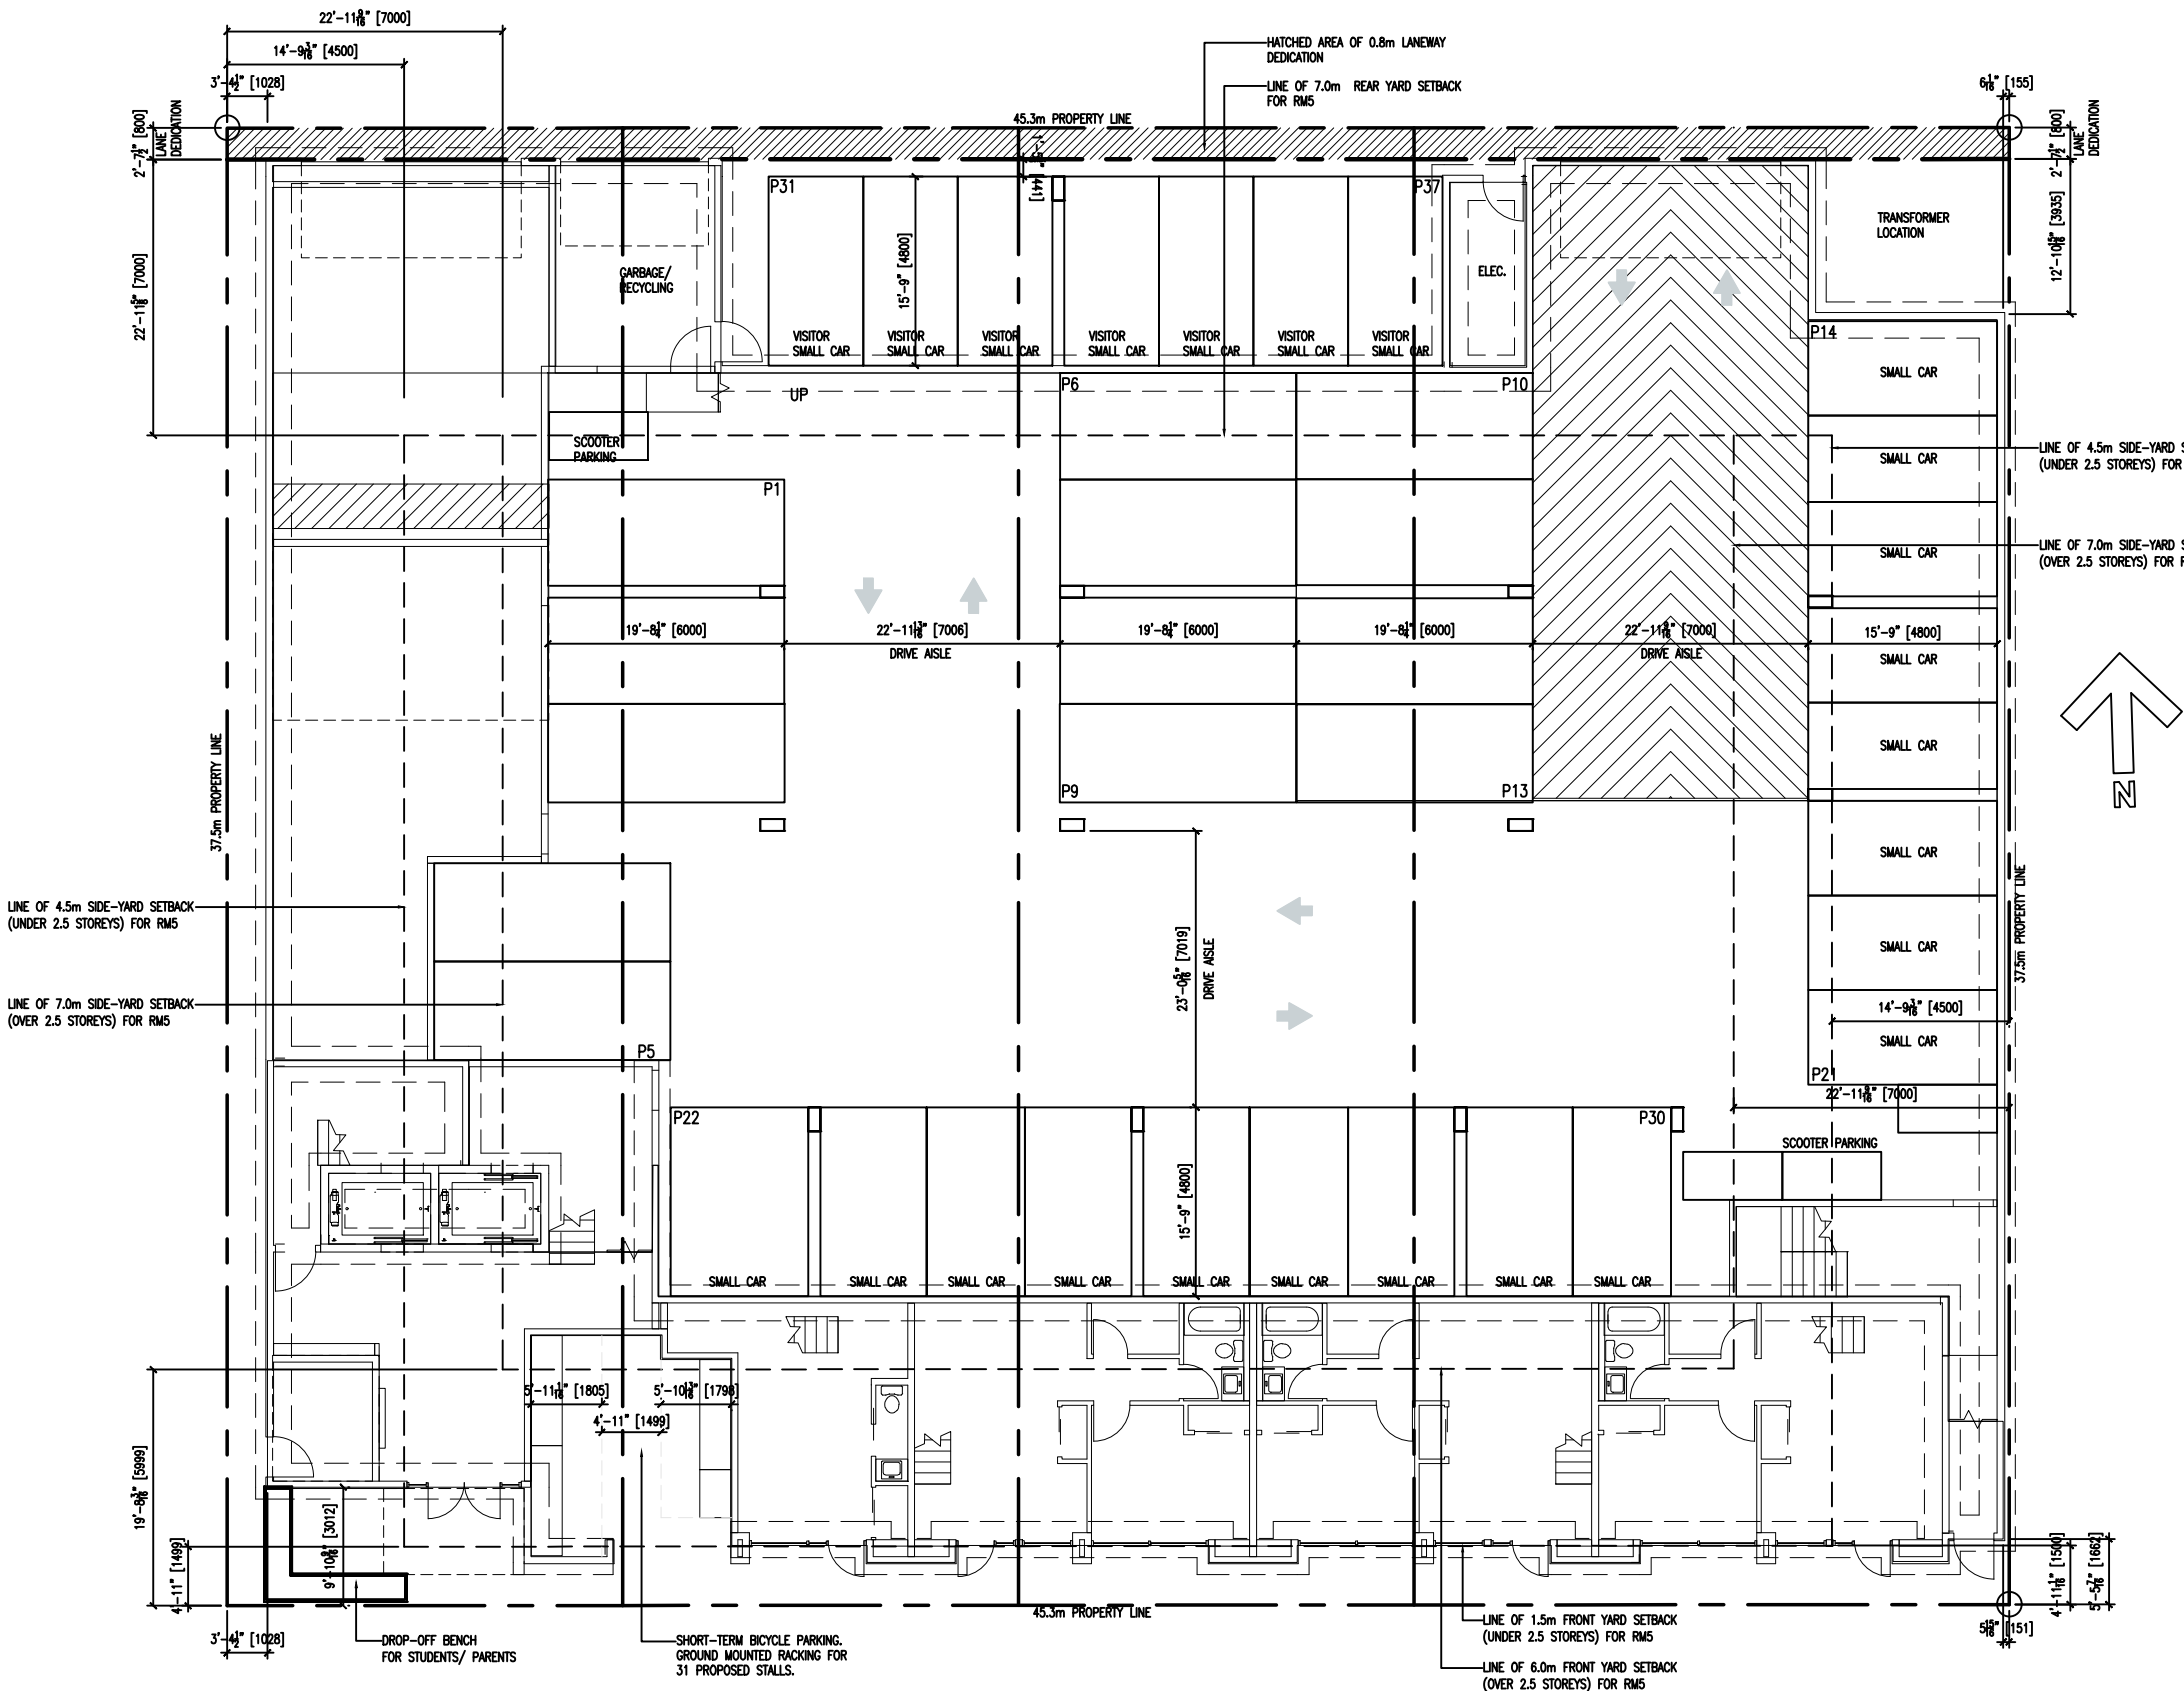 22'-11 9/16" [7000]
14'-9 3/16" [4500]
3'-4 1/2" [1028]
HATCHED AREA OF 0.8m LANEWAY
DEDICATION
LINE OF 7.0m REAR YARD SETBACK
FOR RM5
6 1/8" [155]
2'-7 1/2" [800]
LANE
DEDICATION
45.3m PROPERTY LINE
2'-7 1/2" [800]
LANE
DEDICATION
[441]
P31
P37
15'-9" [4800]
GARBAGE/
RECYCLING
ELEC.
TRANSFORMER
LOCATION
12'-10 15/16" [3935]
22'-11 5/8" [7000]
VISITOR
SMALL CAR
VISITOR
SMALL CAR
VISITOR
SMALL CAR
VISITOR
SMALL CAR
VISITOR
SMALL CAR
VISITOR
SMALL CAR
VISITOR
SMALL CAR
P14
SMALL CAR
UP
P6
P10
SCOOTER
PARKING
LINE OF 4.5m SIDE-YARD
(UNDER 2.5 STOREYS) FOR
SMALL CAR
P1
LINE OF 7.0m SIDE-YARD
(OVER 2.5 STOREYS) FOR
SMALL CAR
19'-8 1/4" [6000]
22'-11 13/16" [7006]
DRIVE AISLE
19'-8 1/4" [6000]
19'-8 1/4" [6000]
22'-11 9/16" [7000]
DRIVE AISLE
15'-9" [4800]
SMALL CAR
SMALL CAR
37.5m PROPERTY LINE
N
P9
P13
SMALL CAR
37.5m PROPERTY LINE
LINE OF 4.5m SIDE-YARD SETBACK
(UNDER 2.5 STOREYS) FOR RM5
23'-0 5/16" [7019]
DRIVE AISLE
SMALL CAR
LINE OF 7.0m SIDE-YARD SETBACK
(OVER 2.5 STOREYS) FOR RM5
14'-9 3/16" [4500]
SMALL CAR
P5
P21
22'-11 9/16" [7000]
P22
P30
SCOOTER PARKING
15'-9" [4800]
SMALL CAR
SMALL CAR
SMALL CAR
SMALL CAR
SMALL CAR
SMALL CAR
SMALL CAR
SMALL CAR
SMALL CAR
5'-11 1/16" [1805]
5'-10 13/16" [1798]
4'-11" [1499]
19'-8 3/16" [5999]
4'-11" [1499]
9'-10 9/16" [3012]
4'-11 1/16" [1500]
5'-5 7/16" [1662]
45.3m PROPERTY LINE
3'-4 1/2" [1028]
DROP-OFF BENCH
FOR STUDENTS/ PARENTS
SHORT-TERM BICYCLE PARKING.
GROUND MOUNTED RACKING FOR
31 PROPOSED STALLS.
LINE OF 1.5m FRONT YARD SETBACK
(UNDER 2.5 STOREYS) FOR RM5
LINE OF 6.0m FRONT YARD SETBACK
(OVER 2.5 STOREYS) FOR RM5
5 15/16" [151]